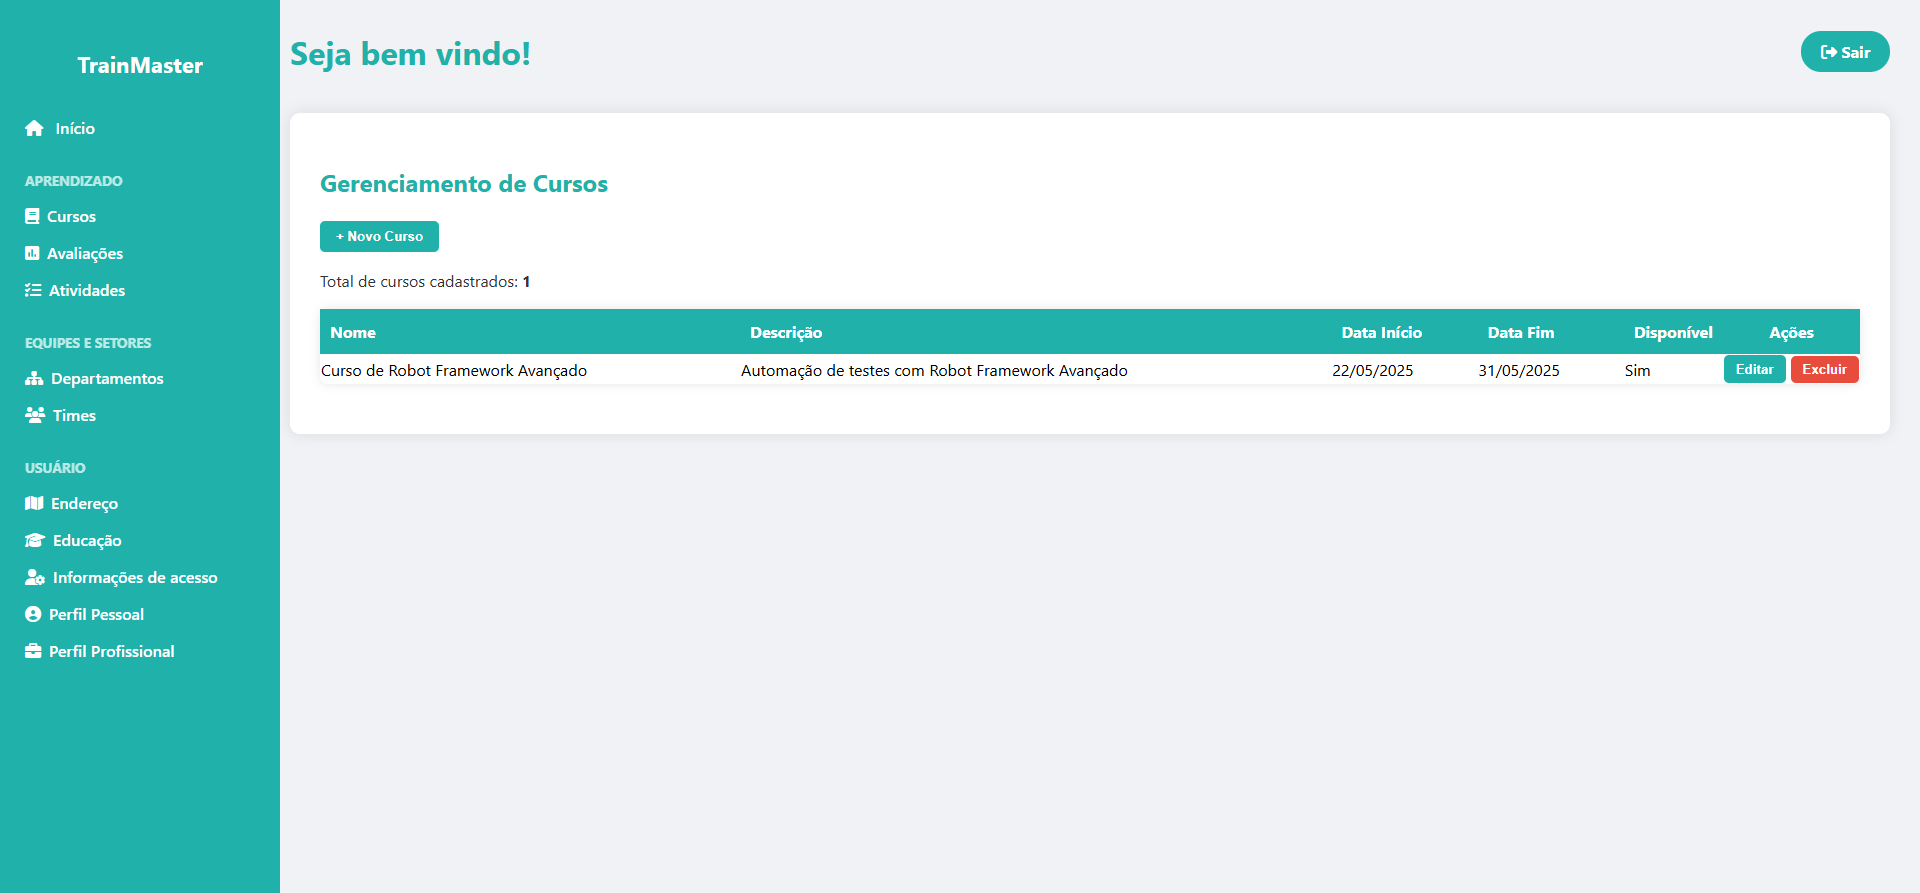 TrainMaster
Início
APRENDIZADO
Cursos
Avaliações
Atividades
EQUIPES E SETORES
Departamentos
Times
USUÁRIO
Endereço
Educação
Informações de acesso
Perfil Pessoal
Perfil Profissional
Seja bem vindo!
Sair
Gerenciamento de Cursos
+ Novo Curso
Total de cursos cadastrados: 1
Nome Descrição Data Início Data Fim Disponível Ações
Curso de Robot Framework Avançado Automação de testes com Robot Framework Avançado 22/05/2025 31/05/2025 Sim Editar Excluir